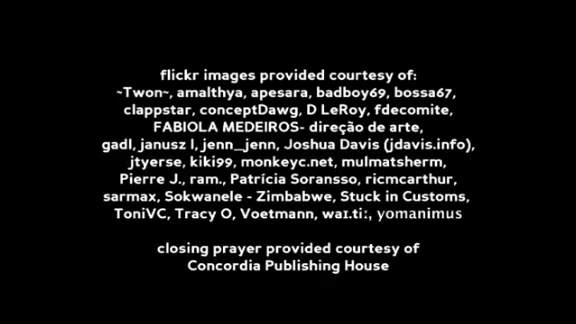 flickr images provided courtesy of:
~Twon~, amalthya, apesara, badboy69, bossa67,
clappstar, conceptDawg, D LeRoy, fdecomite,
FABIOLA MEDEIROS- direção de arte,
gadl, janusz l, jenn_jenn, Joshua Davis (jdavis.info),
jtyerse, kiki99, monkeyc.net, mulmatsherm,
Pierre J., ram., Patrícia Soransso, ricmcarthur,
sarmax, Sokwanele - Zimbabwe, Stuck in Customs,
ToniVC, Tracy O, Voetmann, waɪ.tiː, yomanimus
closing prayer provided courtesy of
Concordia Publishing House